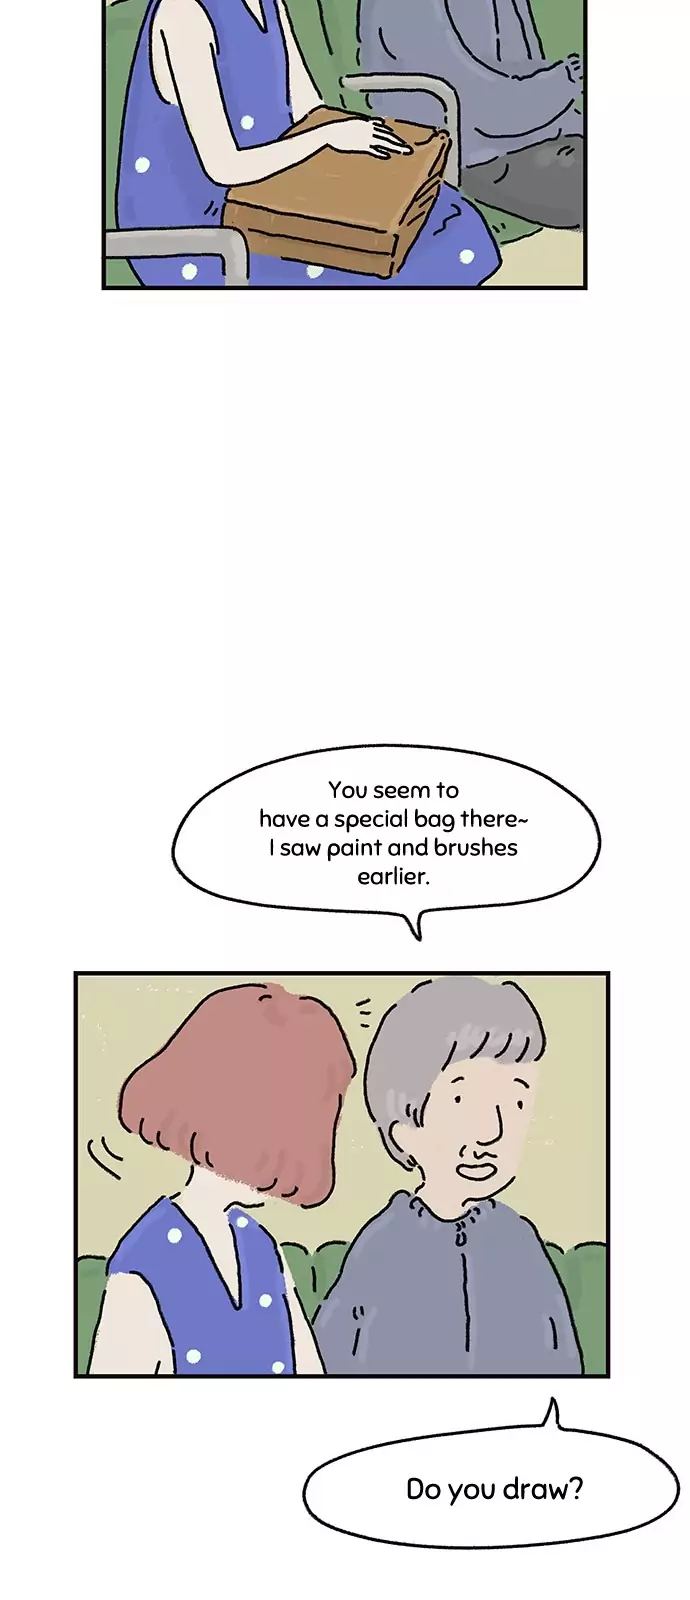 You seem to
have a special bag there~
I saw paint and brushes
earlier.
Do you draw?